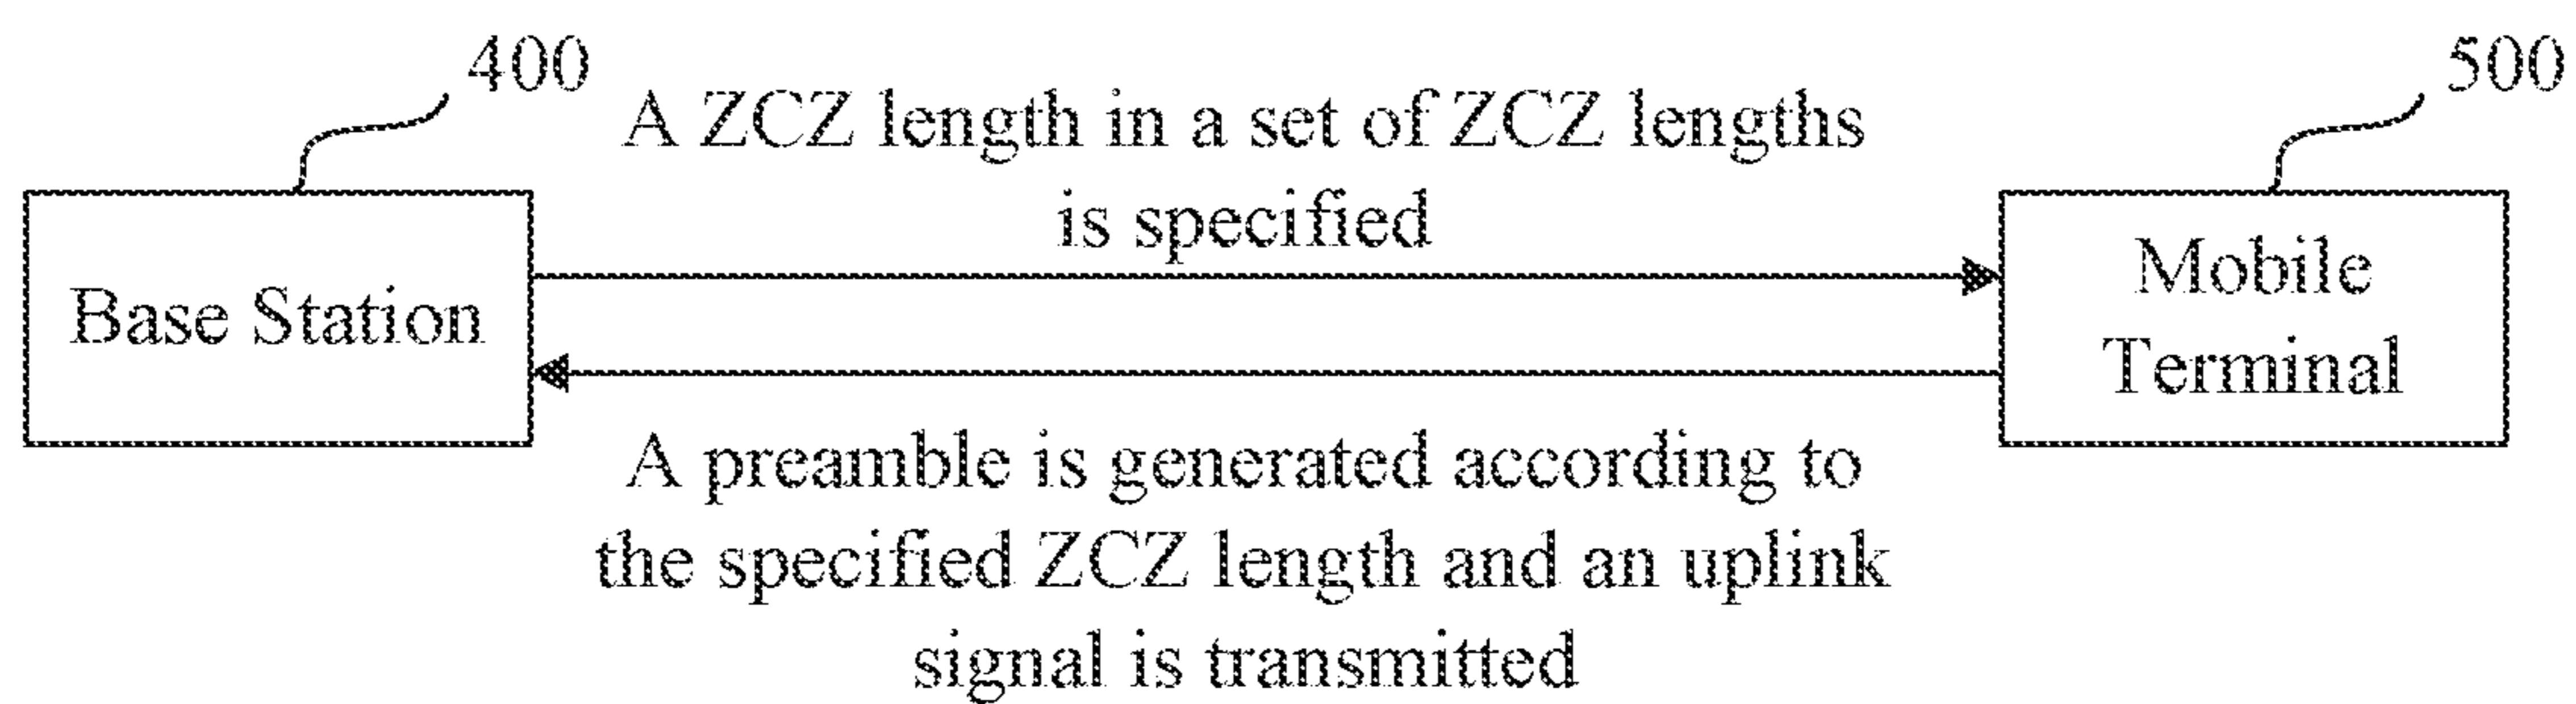 400
500
A ZCZ length in a set of ZCZ lengths
is specified
Base Station
Mobile
Terminal
A preamble is generated according to
the specified ZCZ length and an uplink
signal is transmitted